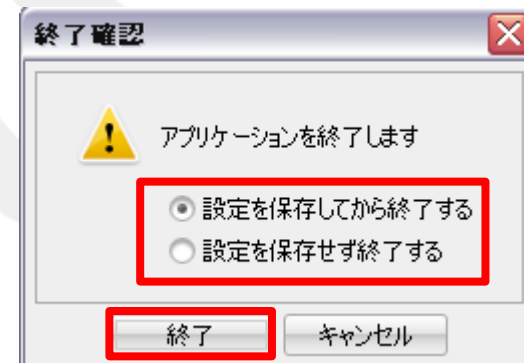 終了確認
アプリケーションを終了します
設定を保存してから終了する
設定を保存せず終了する
終了 キャンセル